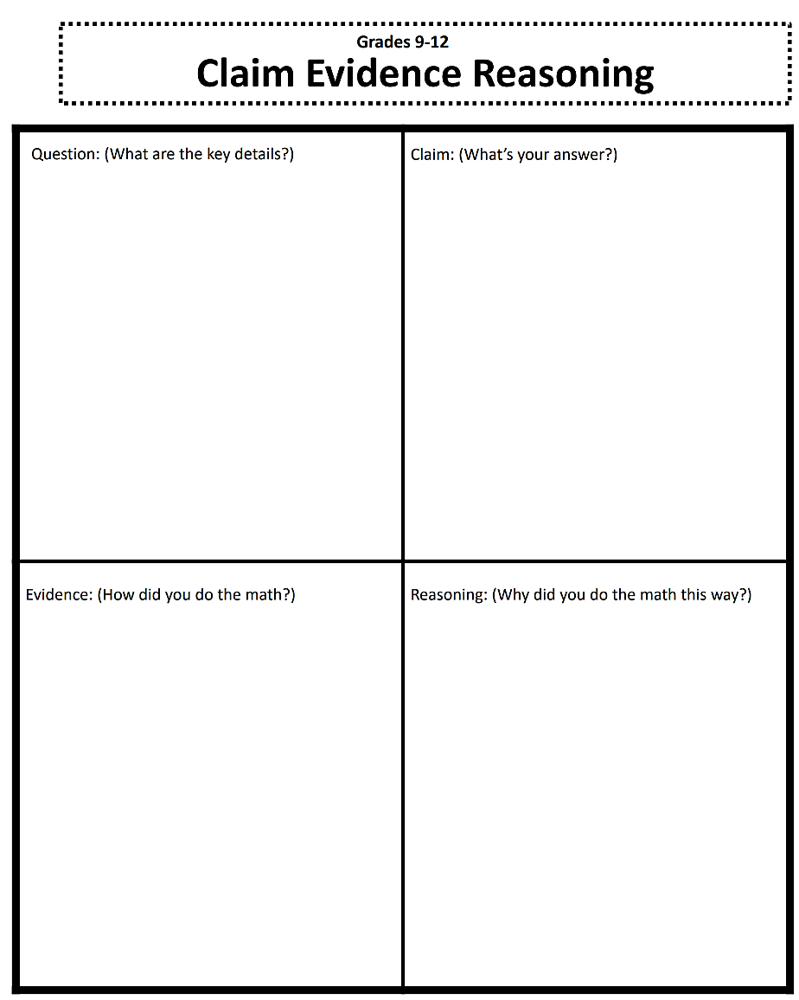 Grades 9-12
Claim Evidence Reasoning
Question: (What are the key details?)
Claim: (What’s your answer?)
Evidence: (How did you do the math?)
Reasoning: (Why did you do the math this way?)